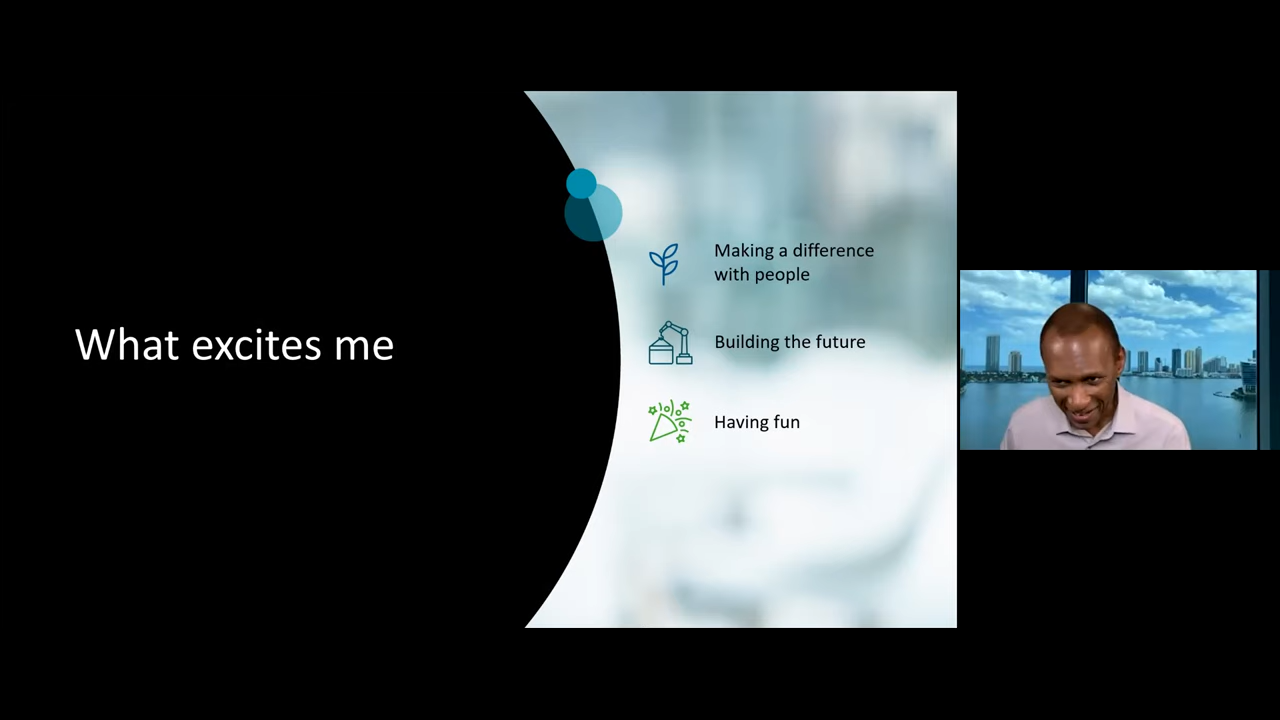 What excites me
Making a difference
with people
Building the future
Having fun